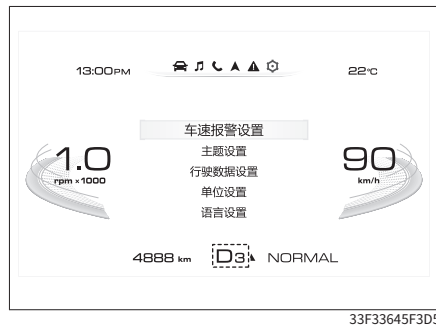 13:00PM 22°C
车速报警设置
主题设置
行驶数据设置
单位设置
语言设置
1.0
rpm × 1000
90
km/h
4888 km D3 NORMAL
33F33645F3D5